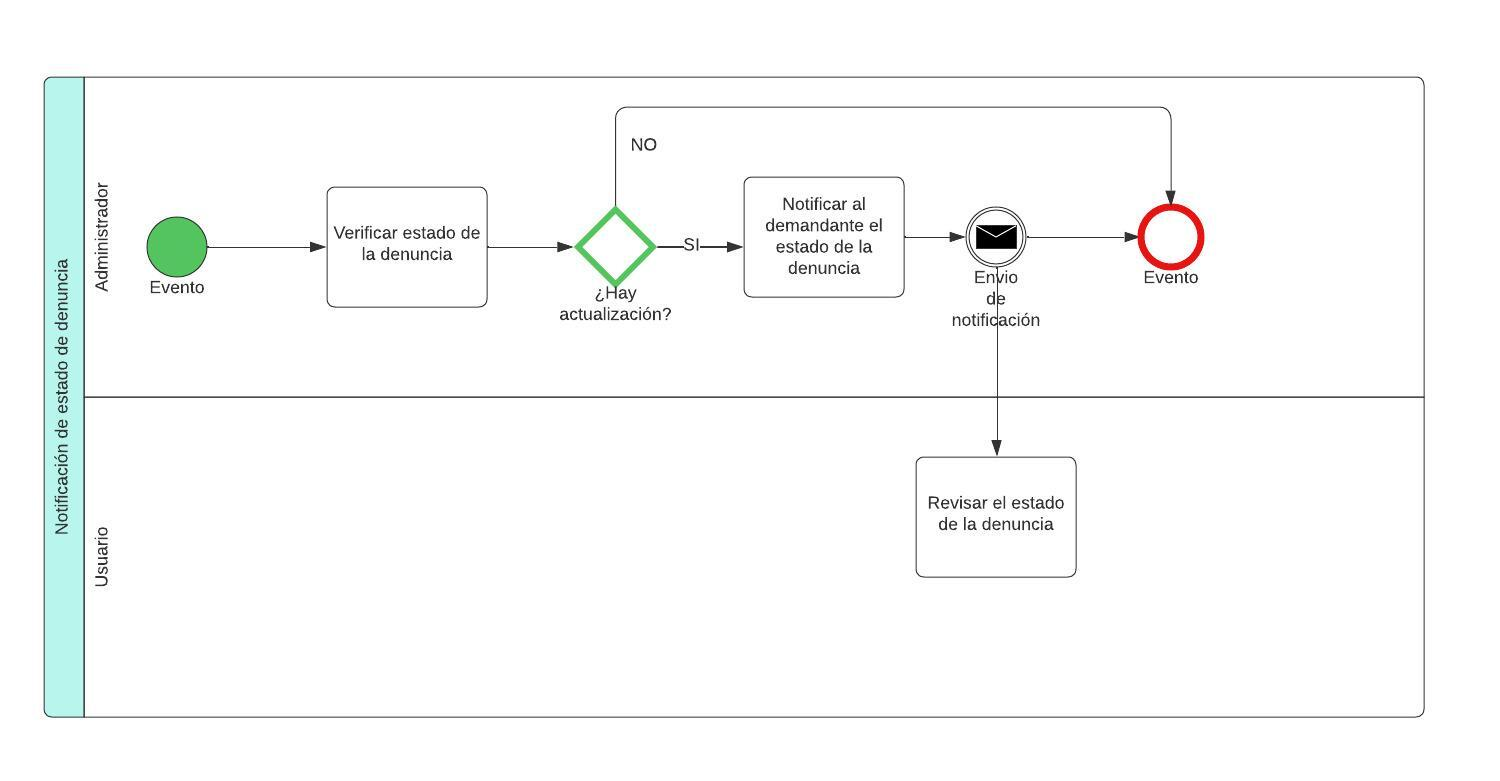 Notificación de estado de denuncia
Administrador
Evento
Verificar estado de
la denuncia
¿Hay
actualización?
NO
SI
Notificar al
demandante el
estado de la
denuncia
Envio
de
notificación
Evento
Usuario
Revisar el estado
de la denuncia